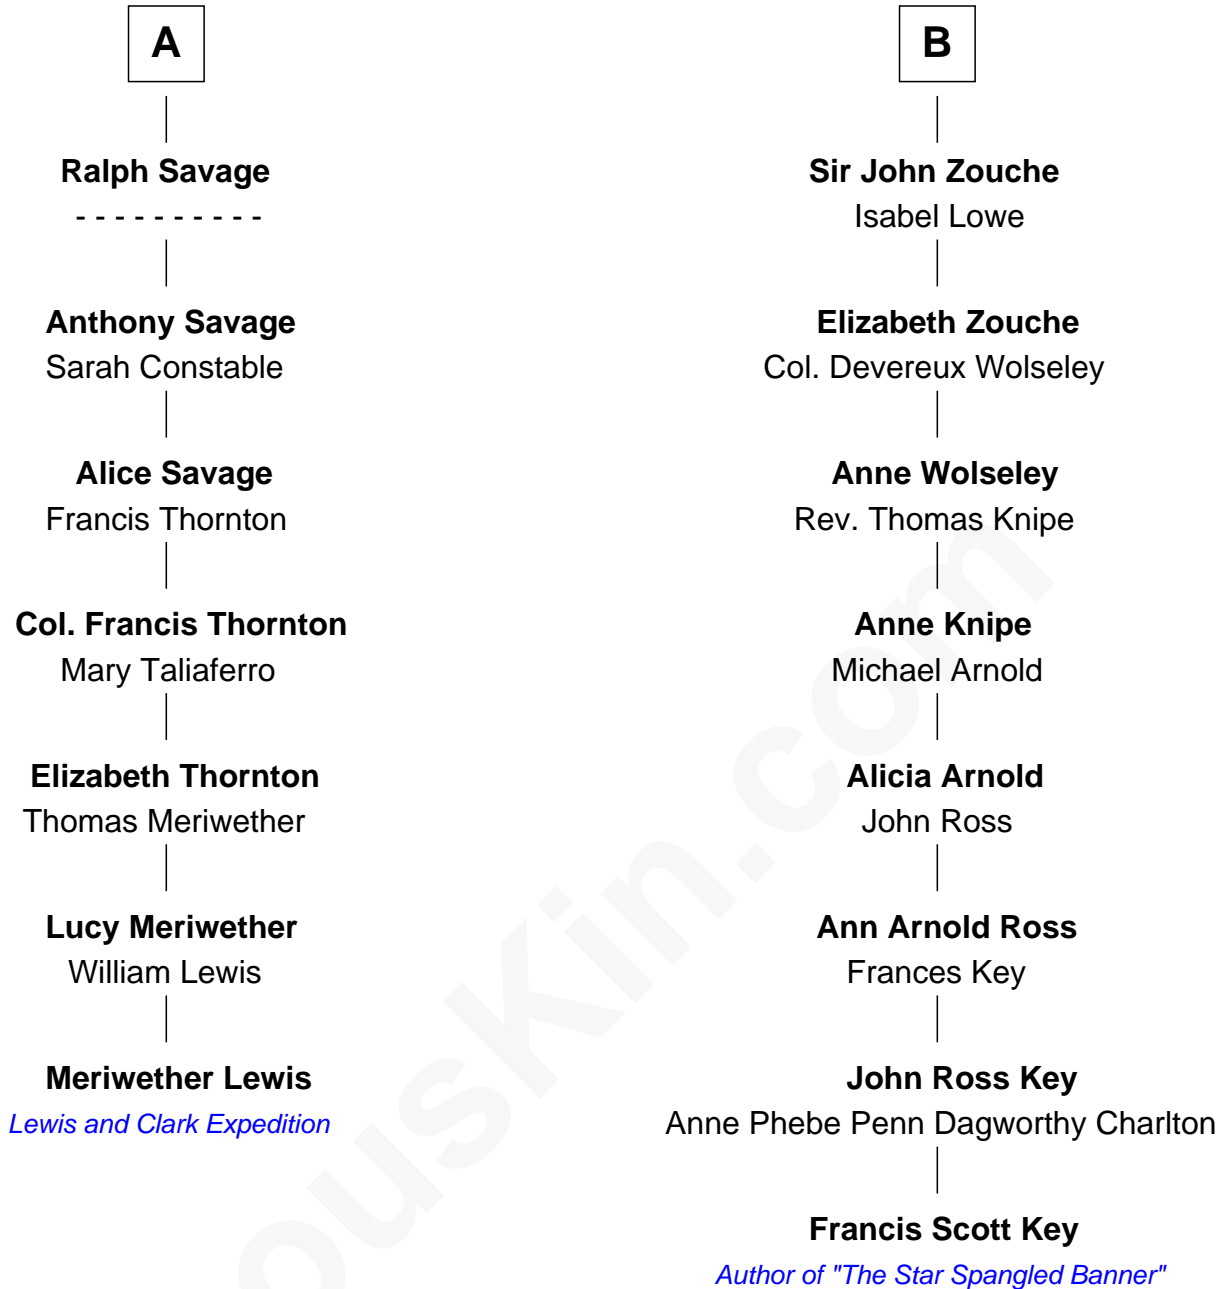 A
Ralph Savage
- - - - - - - - - -
Anthony Savage
Sarah Constable
Alice Savage
Francis Thornton
Col. Francis Thornton
Mary Taliaferro
Elizabeth Thornton
Thomas Meriwether
Lucy Meriwether
William Lewis
Meriwether Lewis
Lewis and Clark Expedition
B
Sir John Zouche
Isabel Lowe
Elizabeth Zouche
Col. Devereux Wolseley
Anne Wolseley
Rev. Thomas Knipe
Anne Knipe
Michael Arnold
Alicia Arnold
John Ross
Ann Arnold Ross
Frances Key
John Ross Key
Anne Phebe Penn Dagworthy Charlton
Francis Scott Key
Author of "The Star Spangled Banner"
ousKin.com